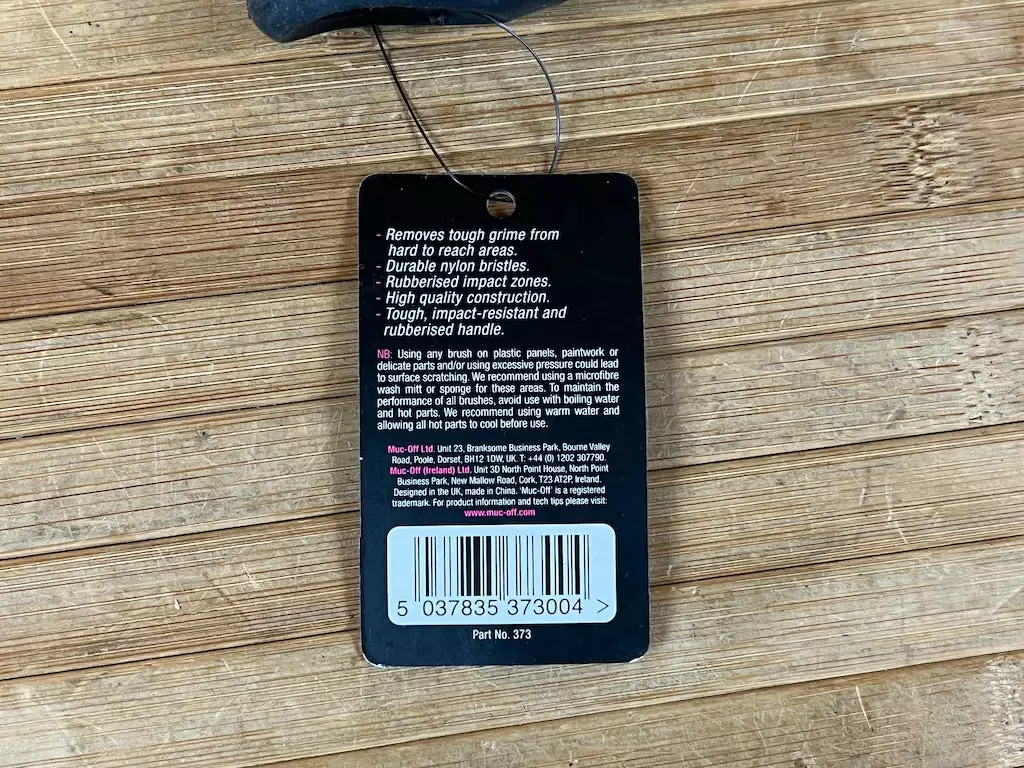 - Removes tough grime from
hard to reach areas.
- Durable nylon bristles.
- Rubberised impact zones.
- High quality construction.
- Tough, impact-resistant and
rubberised handle.
NB: Using any brush on plastic panels, paintwork or
delicate parts and/or using excessive pressure could lead
to surface scratching. We recommend using a microfibre
wash mitt or sponge for these areas. To maintain the
performance of all brushes, avoid use with boiling water
and hot parts. We recommend using warm water and
allowing all hot parts to cool before use.
Muc-Off Ltd. Unit 23, Branksome Business Park, Bourne Valley
Road, Poole, Dorset, BH12 1DW, UK. T: +44 (0) 1202 307790.
Muc-Off (Ireland) Ltd. Unit 3D North Point House, North Point
Business Park, New Mallow Road, Cork, T23 AT2P, Ireland.
Designed in the UK, made in China. 'Muc-Off' is a registered
trademark. For product information and tech tips please visit:
www.muc-off.com
5 037835 373004 >
Part No. 373